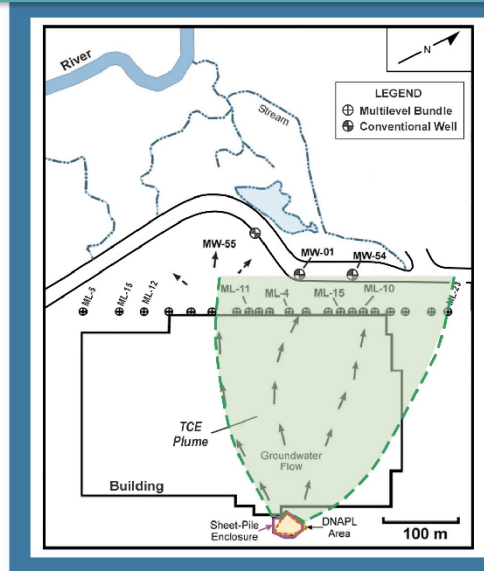 N
River
LEGEND
Multilevel Bundle
Conventional Well
Stream
MW-55
MW-01
MW-54
ML-5
ML-15
ML-12
ML-11
ML-4
ML-15
ML-10
ML-23
TCE
Plume
Groundwater
Flow
Building
Sheet-Pile
Enclosure
DNAPL
Area
100 m